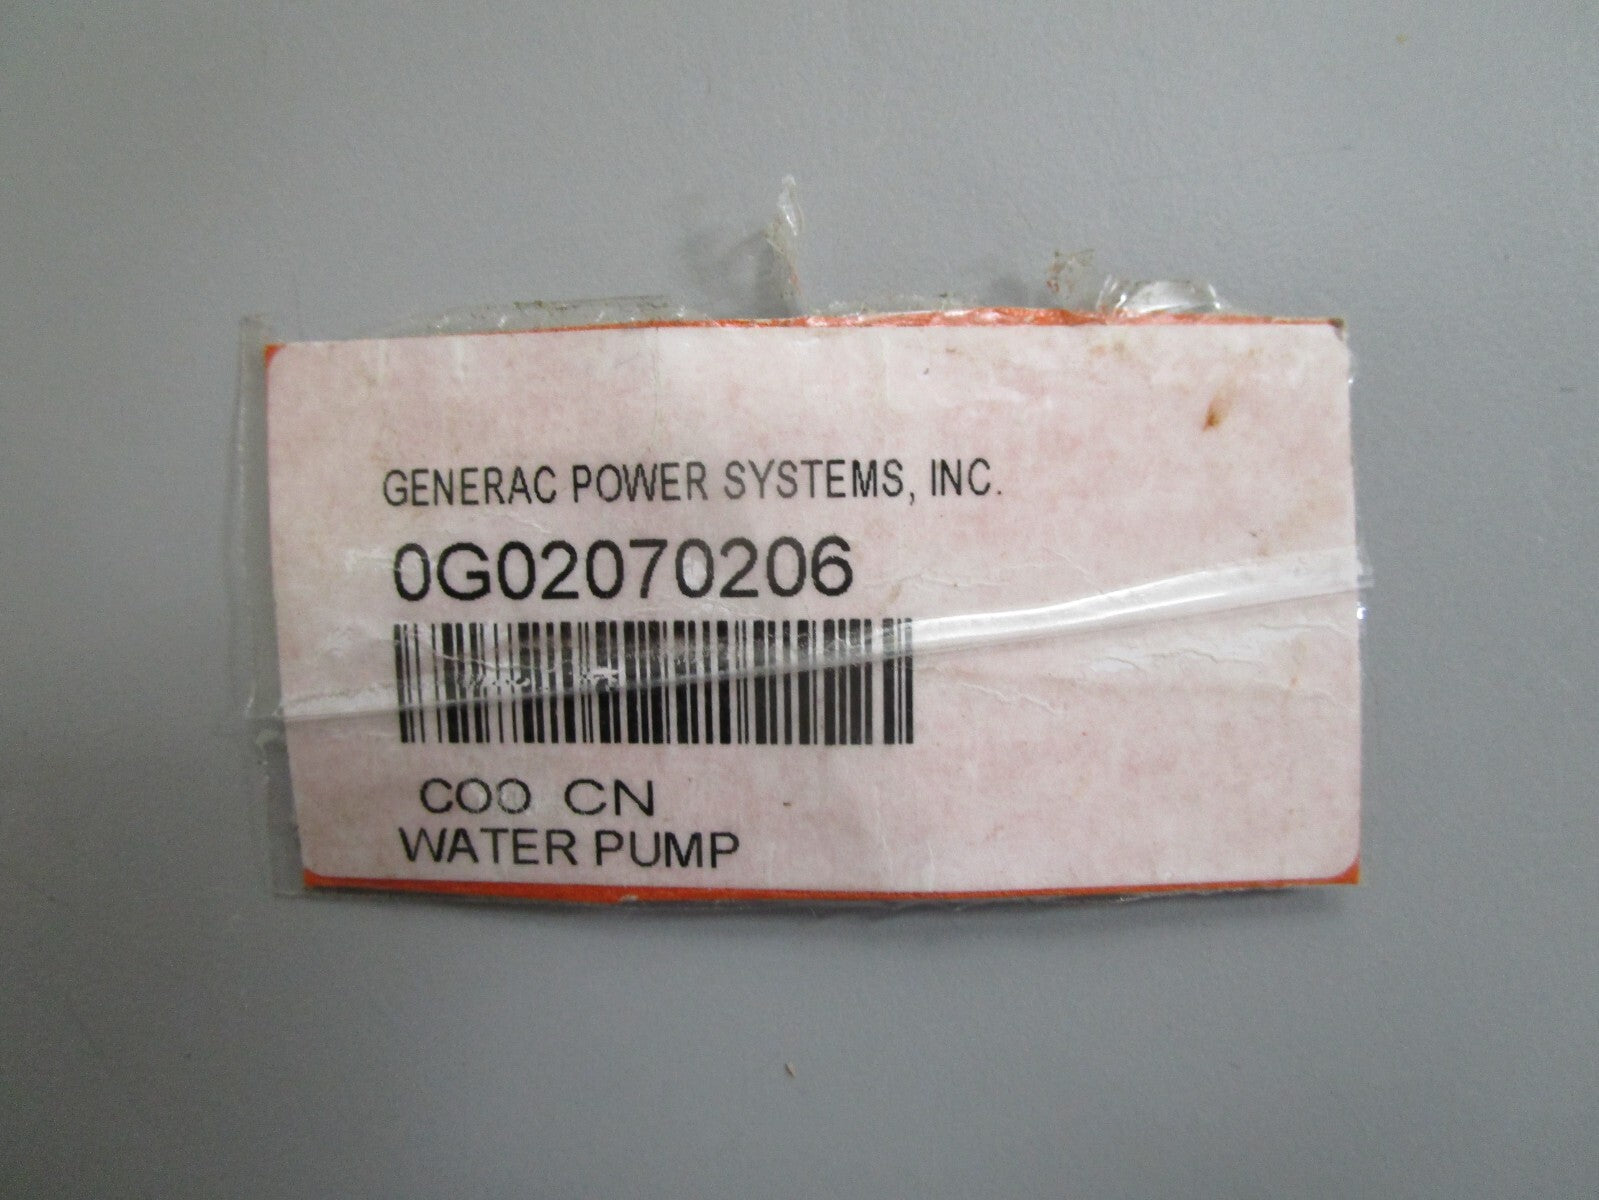 GENERAC POWER SYSTEMS, INC.
0G02070206
COO CN
WATER PUMP